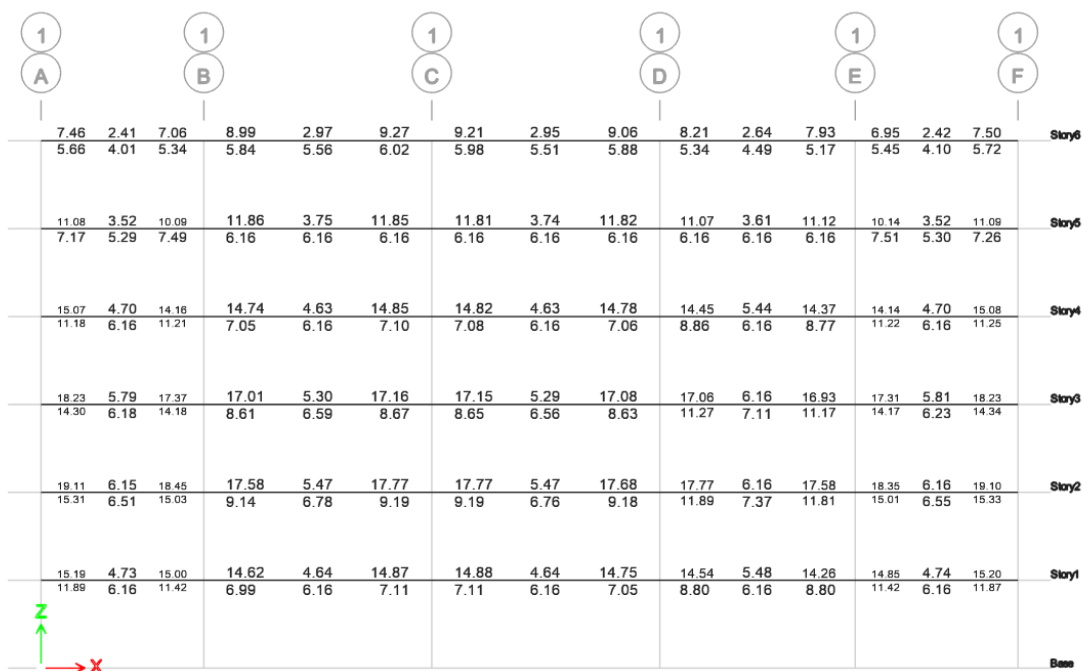 1 1 1 1 1 1
A B C D E F
7.46 2.41 7.06 8.99 2.97 9.27 9.21 2.95 9.06 8.21 2.64 7.93 6.95 2.42 7.50 Story6
5.66 4.01 5.34 5.84 5.56 6.02 5.98 5.51 5.88 5.34 4.49 5.17 5.45 4.10 5.72
11.08 3.52 10.09 11.86 3.75 11.85 11.81 3.74 11.82 11.07 3.61 11.12 10.14 3.52 11.09 Story5
7.17 5.29 7.49 6.16 6.16 6.16 6.16 6.16 6.16 6.16 6.16 6.16 7.51 5.30 7.26
15.07 4.70 14.16 14.74 4.63 14.85 14.82 4.63 14.78 14.45 5.44 14.37 14.14 4.70 15.08 Story4
11.18 6.16 11.21 7.05 6.16 7.10 7.08 6.16 7.06 8.86 6.16 8.77 11.22 6.16 11.25
18.23 5.79 17.37 17.01 5.30 17.16 17.15 5.29 17.08 17.06 6.16 16.93 17.31 5.81 18.23 Story3
14.30 6.18 14.18 8.61 6.59 8.67 8.65 6.56 8.63 11.27 7.11 11.17 14.17 6.23 14.34
19.11 6.15 18.45 17.58 5.47 17.77 17.77 5.47 17.68 17.77 6.16 17.58 18.35 6.16 19.10 Story2
15.31 6.51 15.03 9.14 6.78 9.19 9.19 6.76 9.18 11.89 7.37 11.81 15.01 6.55 15.33
15.19 4.73 15.00 14.62 4.64 14.87 14.88 4.64 14.75 14.54 5.48 14.26 14.85 4.74 15.20 Story1
11.89 6.16 11.42 6.99 6.16 7.11 7.11 6.16 7.05 8.80 6.16 8.80 11.42 6.16 11.87
Z
X Base